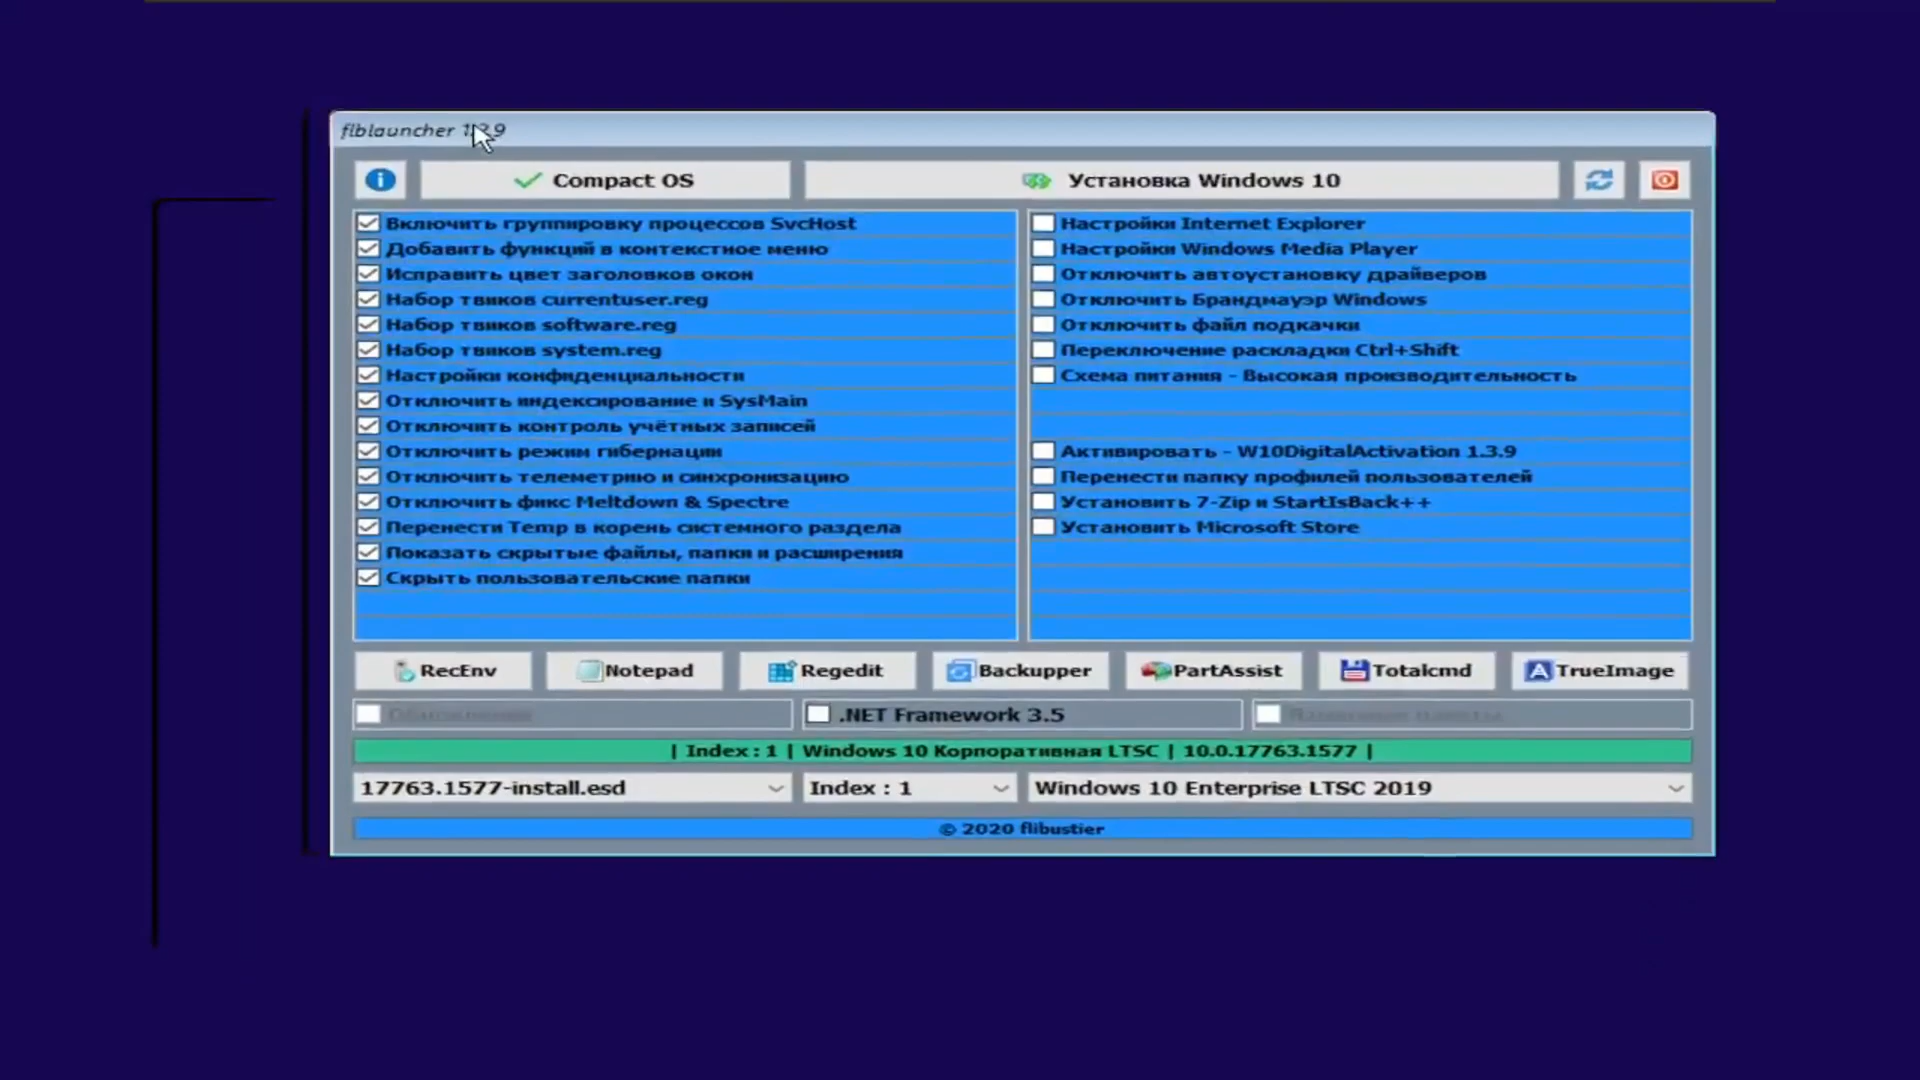 flblauncher 1.3.9
Compact OS
Установка Windows 10
Включить группировку процессов SvcHost
Добавить функций в контекстное меню
Исправить цвет заголовков окон
Набор твиков currentuser.reg
Набор твиков software.reg
Набор твиков system.reg
Настройки конфиденциальности
Отключить индексирование и SysMain
Отключить контроль учётных записей
Отключить режим гибернации
Отключить телеметрию и синхронизацию
Отключить фикс Meltdown & Spectre
Перенести Temp в корень системного раздела
Показать скрытые файлы, папки и расширения
Скрыть пользовательские папки
Настройки Internet Explorer
Настройки Windows Media Player
Отключить автоустановку драйверов
Отключить Брандмауэр Windows
Отключить файл подкачки
Переключение раскладки Ctrl+Shift
Схема питания - Высокая производительность
Активировать - W10DigitalActivation 1.3.9
Перенести папку профилей пользователей
Установить 7-Zip и StartIsBack++
Установить Microsoft Store
RecEnv
Notepad
Regedit
Backupper
PartAssist
Totalcmd
TrueImage
.NET Framework 3.5
| Index : 1 | Windows 10 Корпоративная LTSC | 10.0.17763.1577 |
17763.1577-install.esd
Index : 1
Windows 10 Enterprise LTSC 2019
© 2020 flibustier